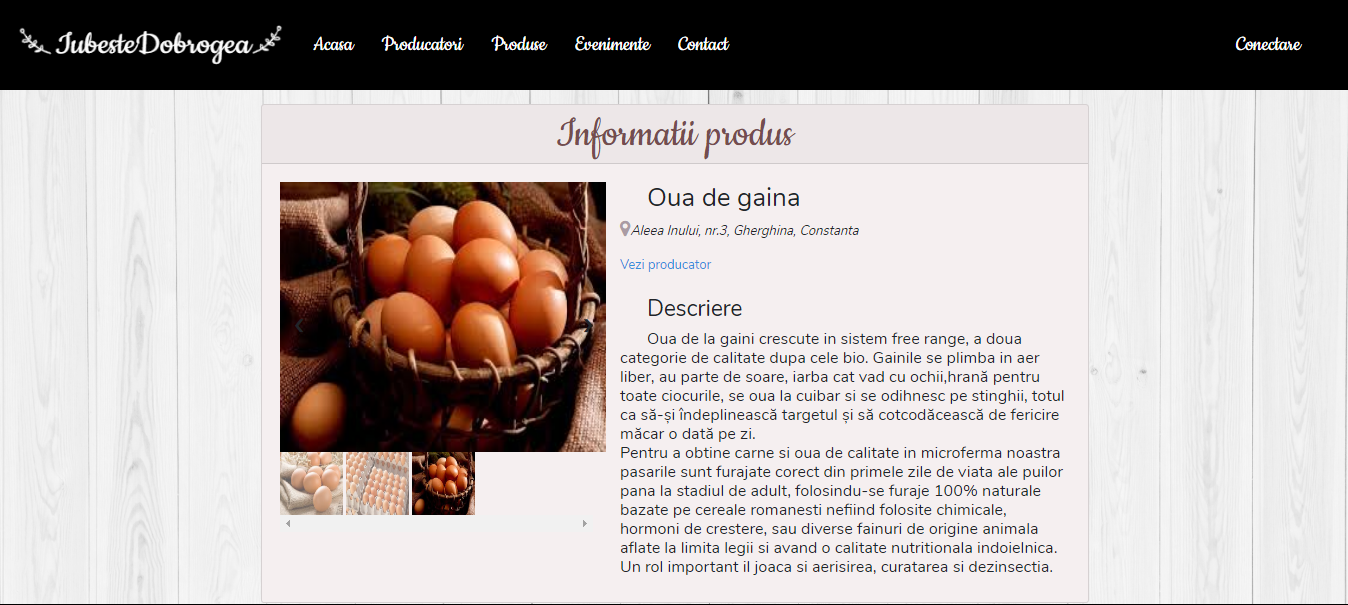 IubesteDobrogea Acasa Producatori Produse Evenimente Contact Conectare
Informatii produs
Oua de gaina
Aleea Inului, nr.3, Gherghina, Constanta
Vezi producator
Descriere
Oua de la gaini crescute in sistem free range, a doua
categorie de calitate dupa cele bio. Gainile se plimba in aer
liber, au parte de soare, iarba cat vad cu ochii,hrană pentru
toate ciocurile, se oua la cuibar si se odihnesc pe stinghii, totul
ca să-și îndeplinească targetul și să cotcodăcească de fericire
măcar o dată pe zi.
Pentru a obtine carne si oua de calitate in microferma noastra
pasarile sunt furajate corect din primele zile de viata ale puilor
pana la stadiul de adult, folosindu-se furaje 100% naturale
bazate pe cereale romanesti nefiind folosite chimicale,
hormoni de crestere, sau diverse fainuri de origine animala
aflate la limita legii si avand o calitate nutritionala indoielnica.
Un rol important il joaca si aerisirea, curatarea si dezinsectia.